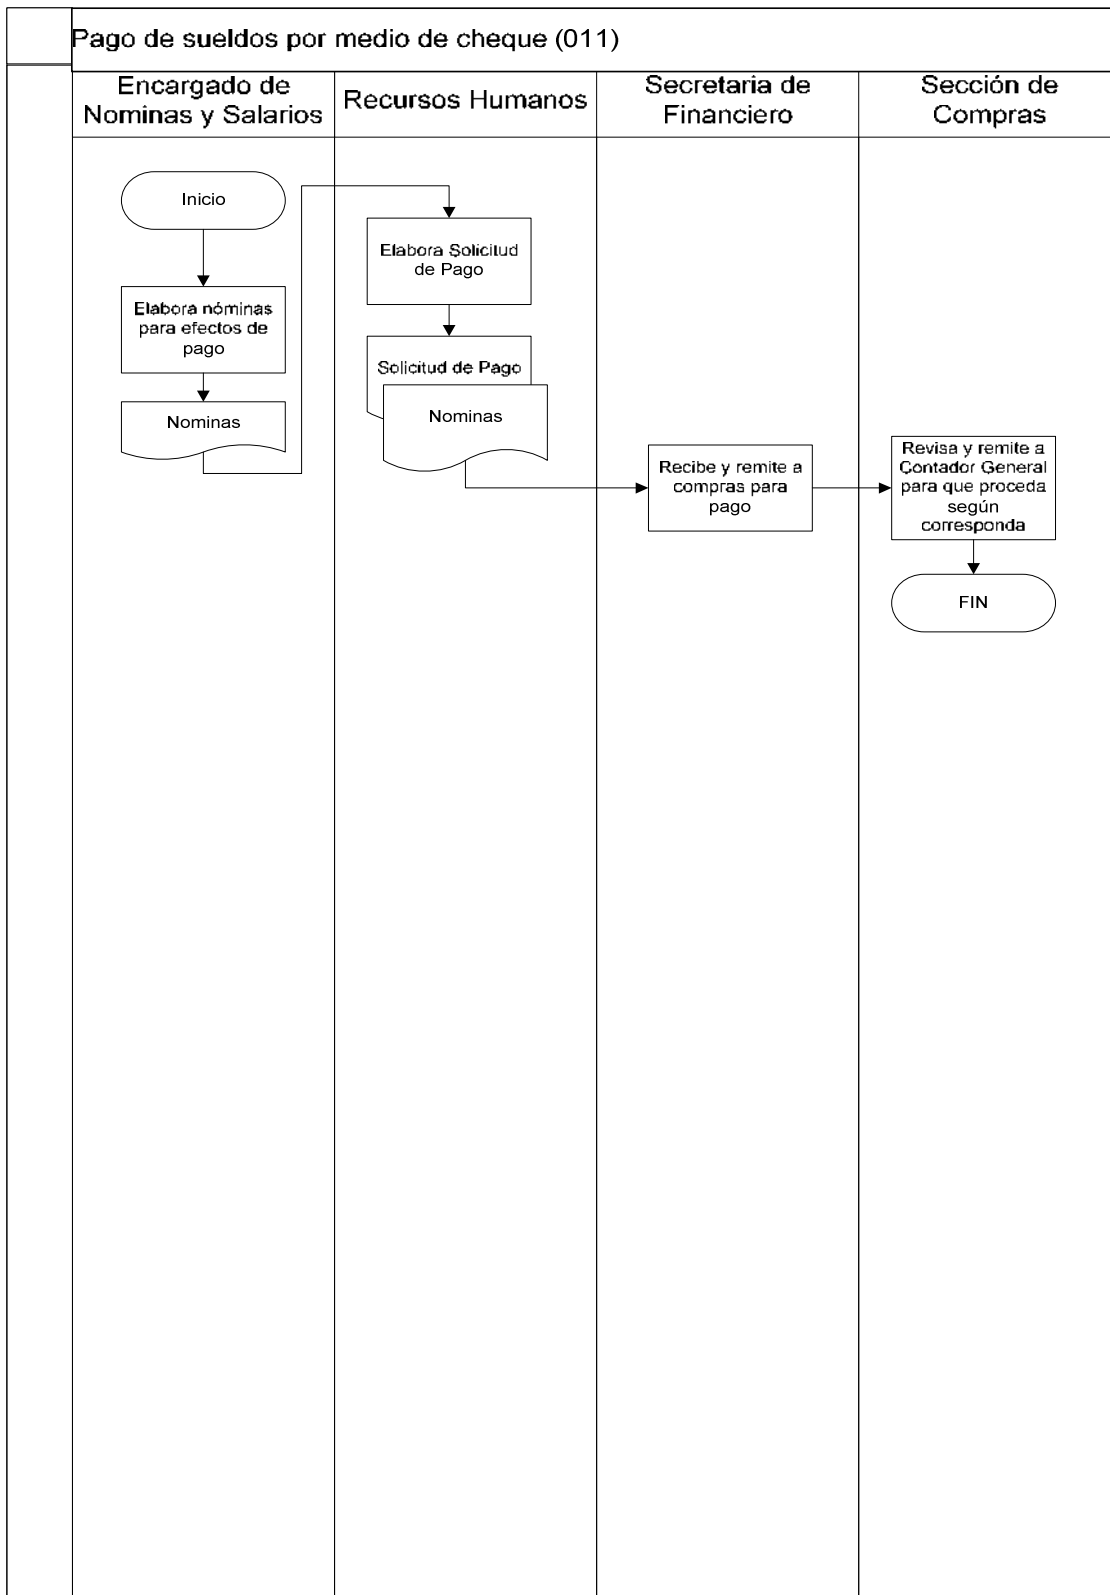 Pago de sueldos por medio de cheque (011)
Encargado de
Nominas y Salarios
Recursos Humanos
Secretaria de
Financiero
Sección de
Compras
Inicio
Elabora nóminas
para efectos de
pago
Nominas
Elabora Solicitud
de Pago
Solicitud de Pago
Nominas
Recibe y remite a
compras para
pago
Revisa y remite a
Contador General
para que proceda
según
corresponda
FIN